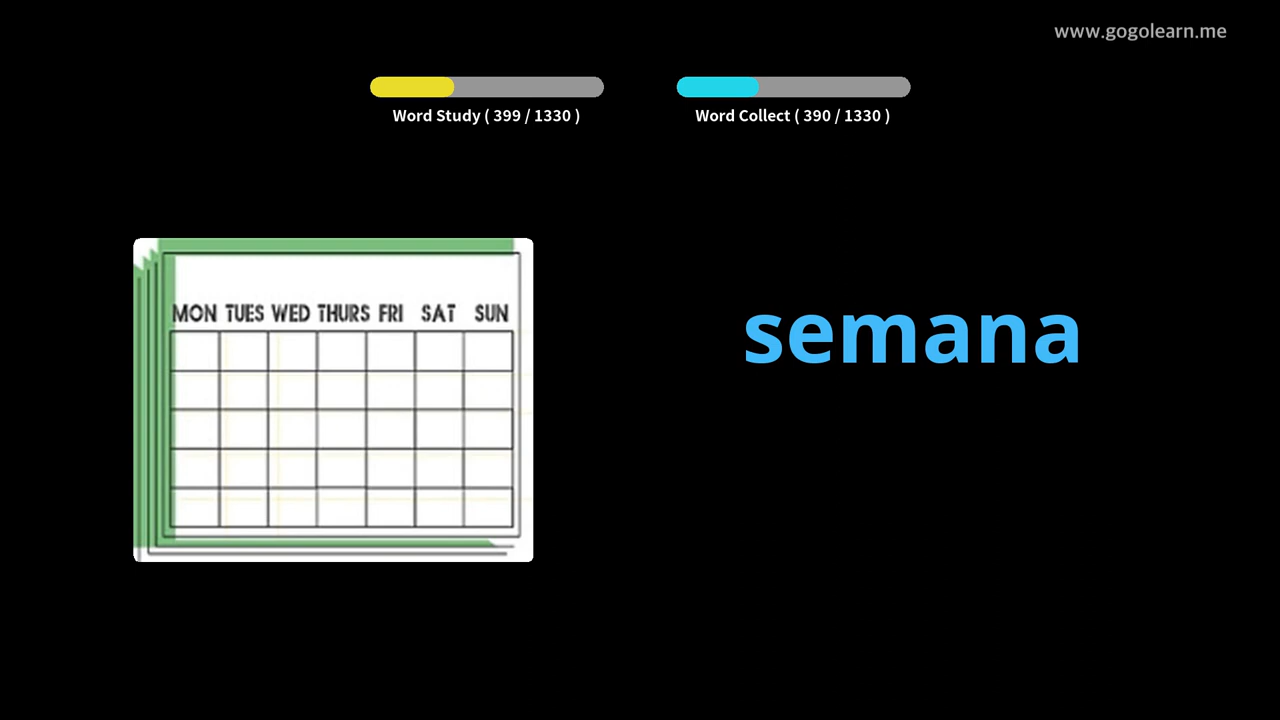 www.gogolearn.me
Word Study ( 399 / 1330 )
Word Collect ( 390 / 1330 )
MON TUES WED THURS FRI SAT SUN
semana